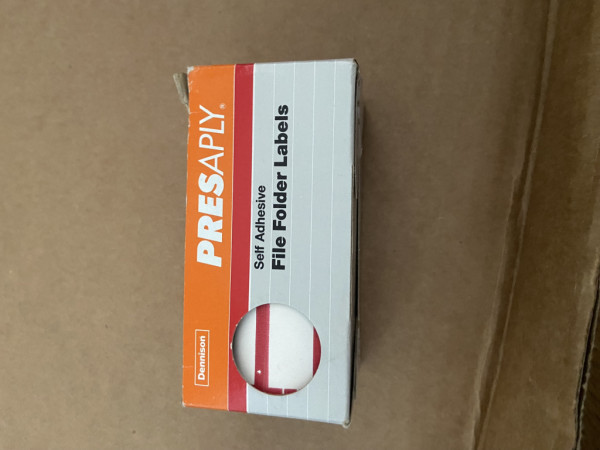 Dennison
PRESAPLY®
Self Adhesive
File Folder Labels